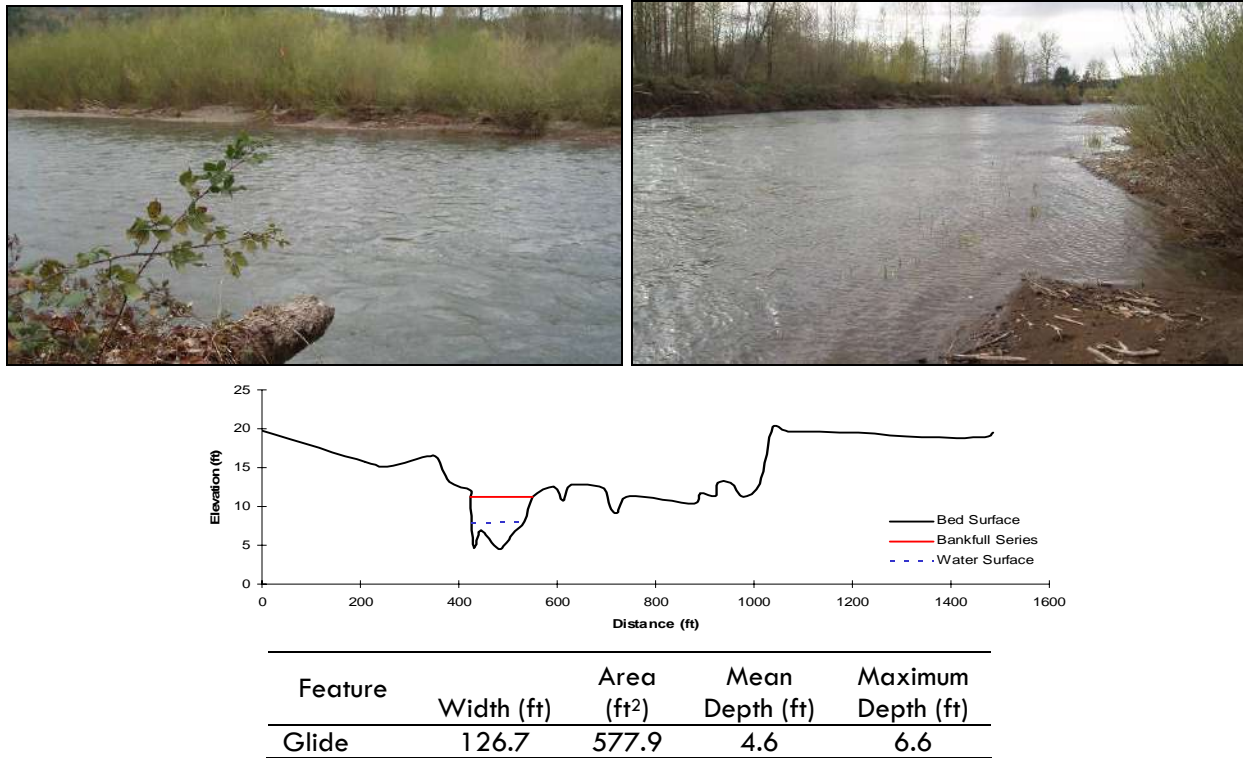 25
20
15
10
5
0
Elevation (ft)
0 200 400 600 800 1000 1200 1400 1600
Distance (ft)
Bed Surface
Bankfull Series
Water Surface
Feature Width (ft) Area (ft²) Mean Depth (ft) Maximum Depth (ft)
Glide 126.7 577.9 4.6 6.6